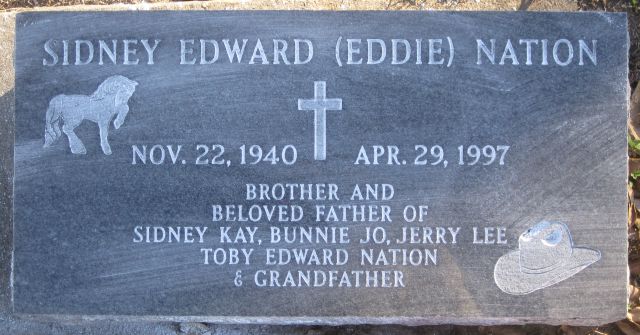 SIDNEY EDWARD (EDDIE) NATION
NOV. 22, 1940 APR. 29, 1997
BROTHER AND
BELOVED FATHER OF
SIDNEY KAY, BUNNIE JO, JERRY LEE
TOBY EDWARD NATION
& GRANDFATHER